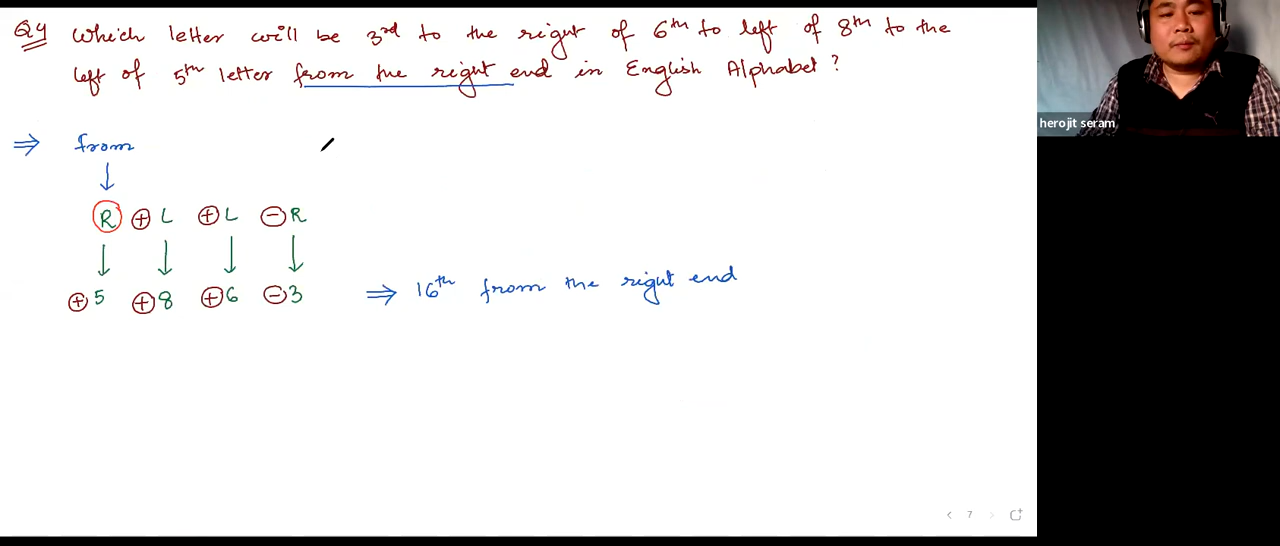 Q4 Which letter will be 3rd to the right of 6th to left of 8th to the
left of 5th letter from the right end in English Alphabet?
herojit seram
⇒ from
↓
R + L + L - R
↓ ↓ ↓ ↓
+ 5 + 8 + 6 - 3 ⇒ 16th from the right end
< 7 >